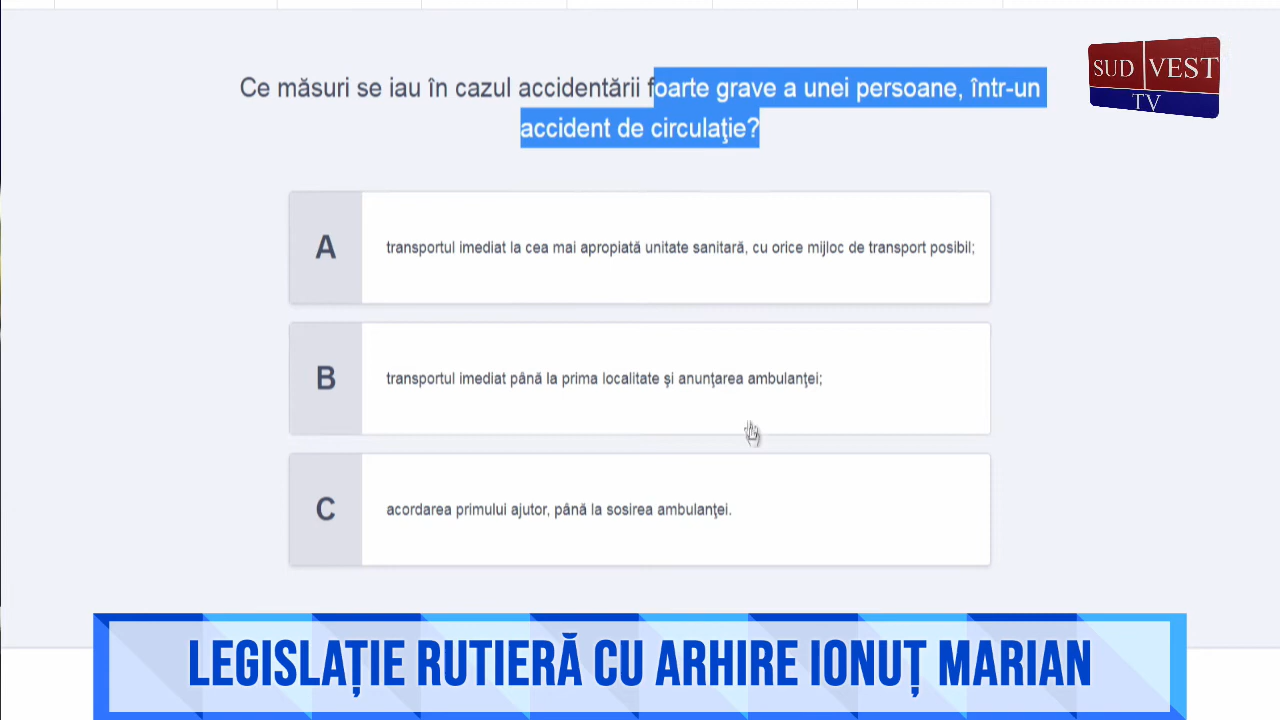 Ce măsuri se iau în cazul accidentării foarte grave a unei persoane, într-un
accident de circulaţie?
SUD VEST
TV
A
transportul imediat la cea mai apropiată unitate sanitară, cu orice mijloc de transport posibil;
B
transportul imediat până la prima localitate şi anunţarea ambulanţei;
C
acordarea primului ajutor, până la sosirea ambulanţei.
LEGISLAȚIE RUTIERĂ CU ARHIRE IONUȚ MARIAN